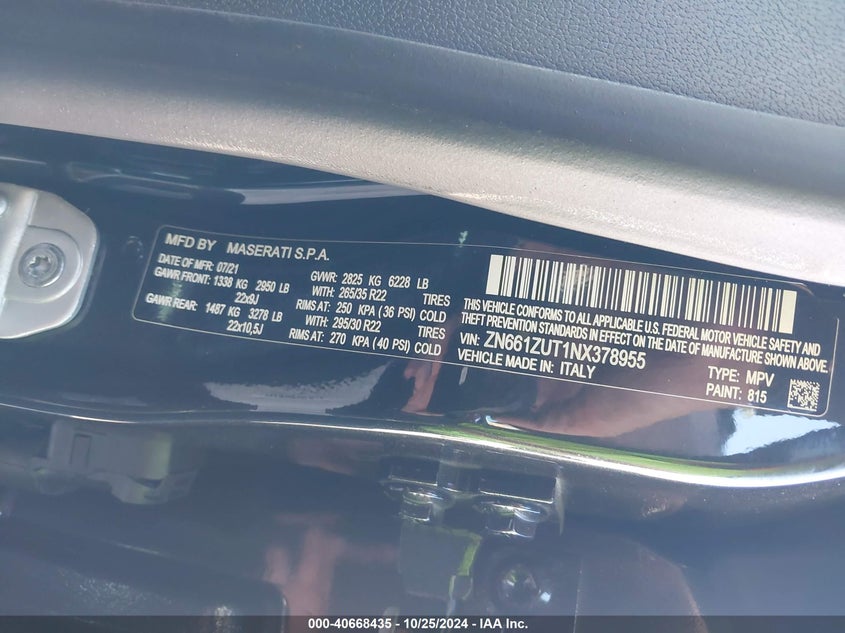 MFD BY MASERATI S.P.A.
DATE OF MFR: 07/21
GAWR FRONT: 1338 KG 2950 LB
22x9J
GAWR REAR: 1487 KG 3278 LB
22x10,5J
GVWR: 2825 KG 6228 LB
WITH: 265/35 R22 TIRES
RIMS AT: 250 KPA (36 PSI) COLD
WITH: 295/30 R22 TIRES
RIMS AT: 270 KPA (40 PSI) COLD
THIS VEHICLE CONFORMS TO ALL APPLICABLE U.S. FEDERAL MOTOR VEHICLE SAFETY AND
THEFT PREVENTION STANDARDS IN EFFECT ON THE DATE OF MANUFACTURE SHOWN ABOVE.
VIN: ZN661ZUT1NX378955
VEHICLE MADE IN: ITALY
TYPE: MPV
PAINT: 815
000-40668435 - 10/25/2024 - IAA Inc.